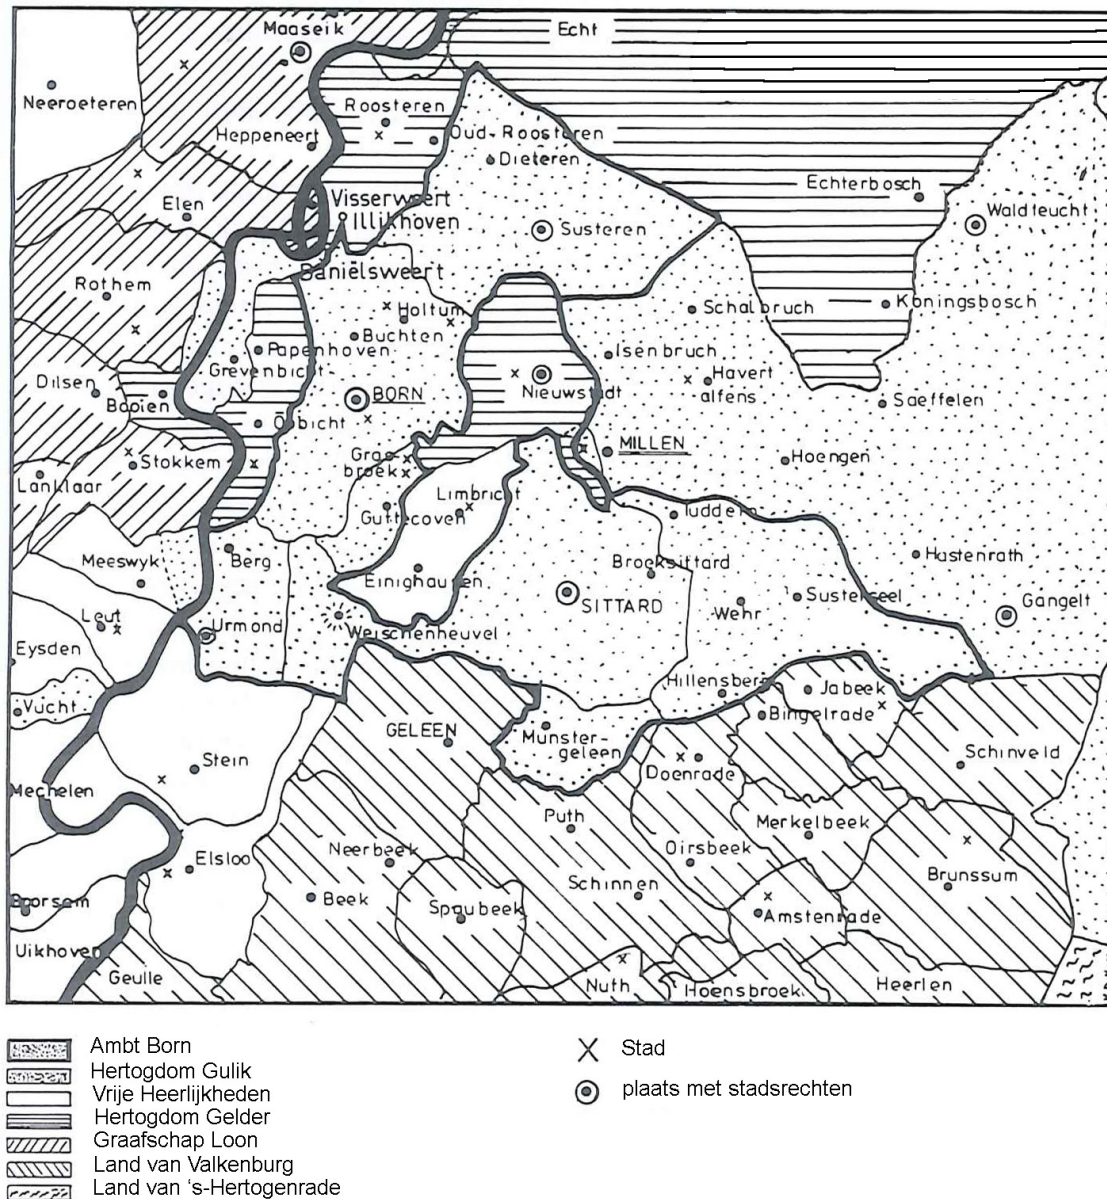 Maaseik
Echt
Neeroeteren
Roosteren
Heppeneert
Oud-Roosteren
Dieteren
Echterbosch
Elen
Visserweert
Illikhoven
Susteren
Waldfeucht
Baniëlsweert
Rothem
Holtum
Schalbruch
Koningsbosch
Buchten
Papenhoven
Isenbruch
Grevenbicht
Havert
alfens
Dilsen
Booien
BORN
Nieuwstadt
Saeffelen
Obbicht
MILLEN
Stokkem
Gras-
broek
Hoengen
Lanklaar
Limbricht
Guttecoven
Tuddern
Meeswyk
Berg
Broeksittard
Hastenrath
Einighausen
SITTARD
Wehr
Susterseel
Gangelt
Leut
Urmond
Weischenheuvel
Eysden
Vucht
Hillensberg
Jabeek
Bingelrade
GELEEN
Munster-
geleen
Stein
Doenrade
Schinveld
Mechelen
Puth
Merkelbeek
Elsloo
Neerbeek
Oirsbeek
Schinnen
Brunssum
Boorsem
Beek
Spaubeek
Amstenrade
Uikhoven
Geulle
Nuth
Hoensbroek
Heerlen
Ambt Born
Hertogdom Gulik
Vrije Heerlijkheden
Hertogdom Gelder
Graafschap Loon
Land van Valkenburg
Land van ‘s-Hertogenrade
Stad
plaats met stadsrechten